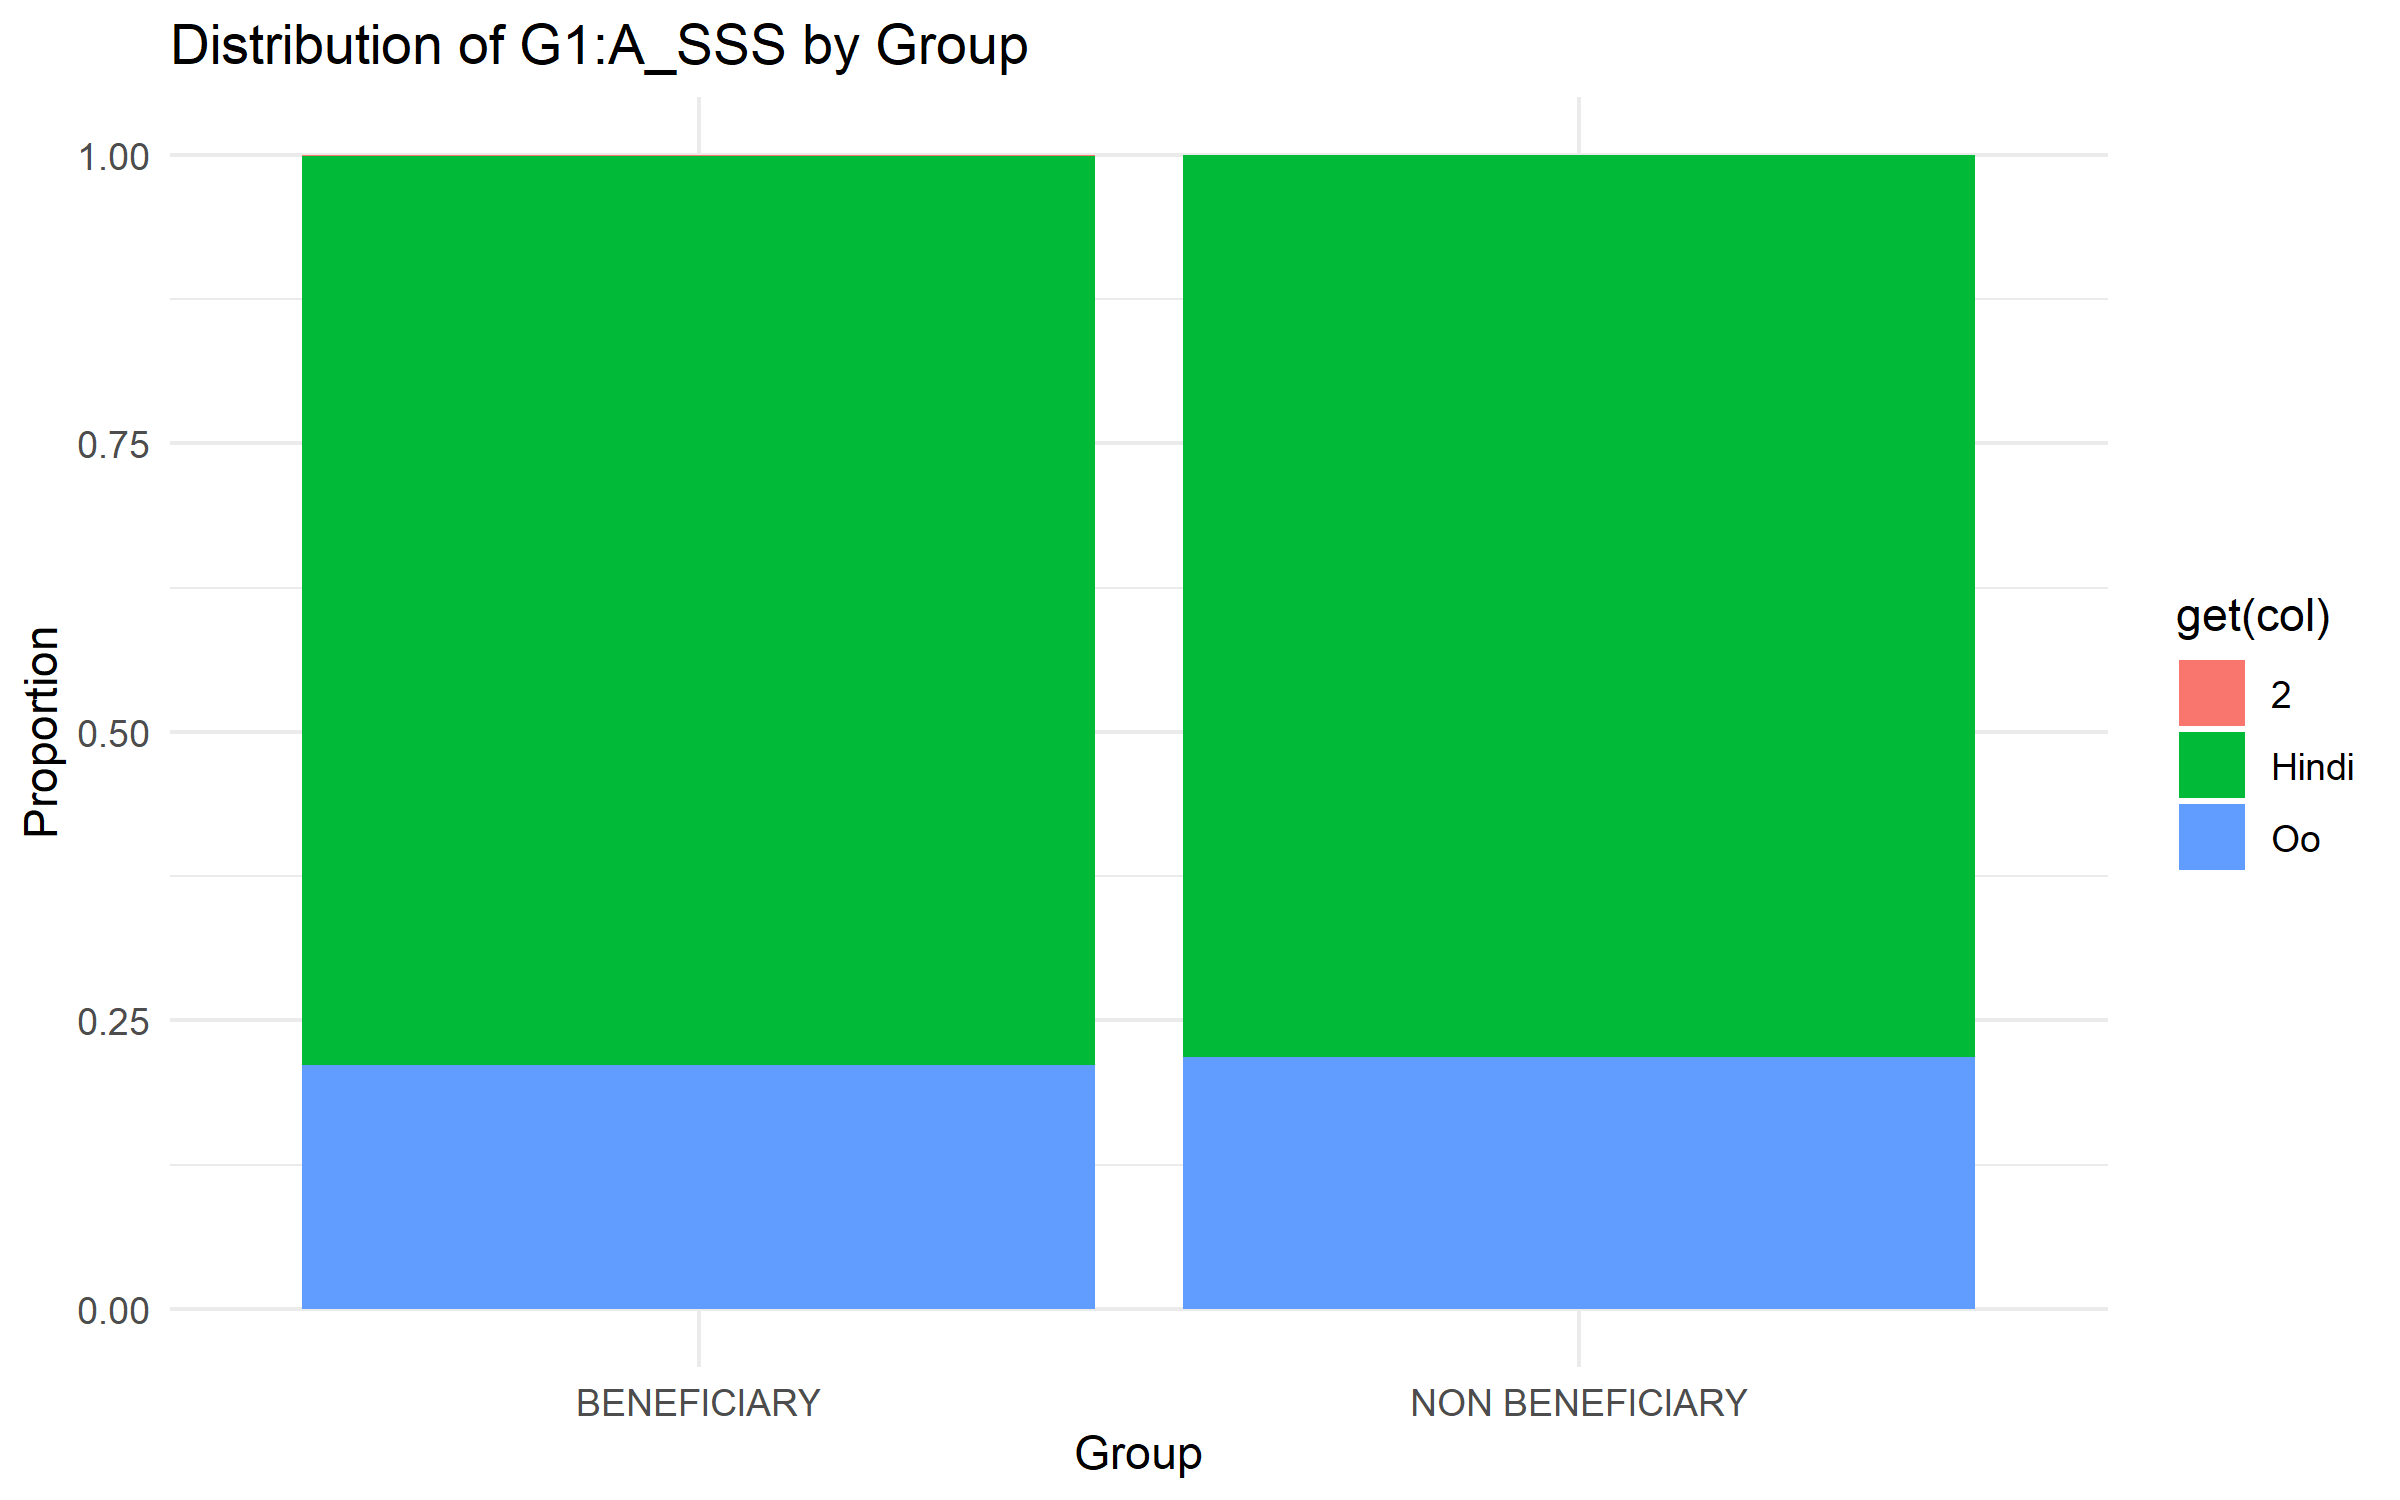 Distribution of G1:A_SSS by Group
Proportion
1.00
0.75
0.50
0.25
0.00
BENEFICIARY
NON BENEFICIARY
Group
get(col)
2
Hindi
Oo